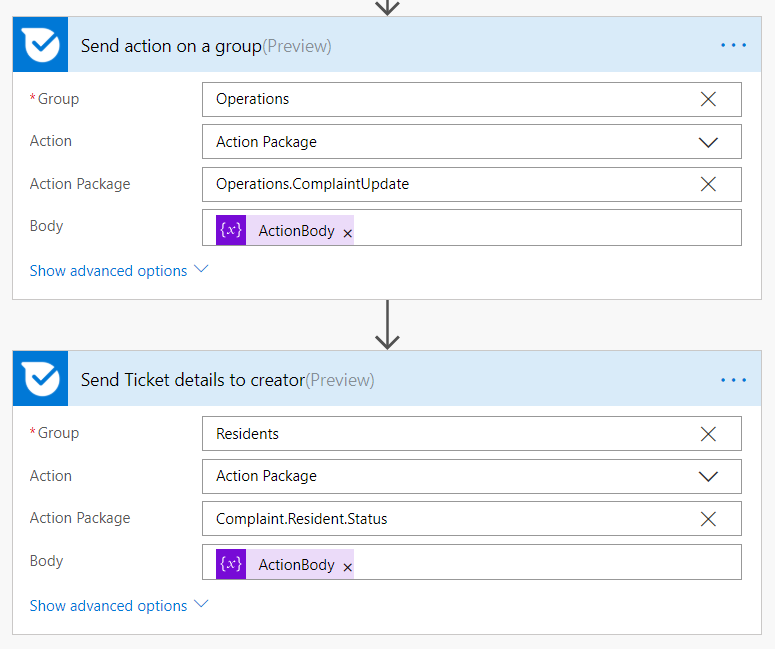 Send action on a group(Preview)
*Group Operations
Action Action Package
Action Package Operations.ComplaintUpdate
Body {x} ActionBody ×
Show advanced options
Send Ticket details to creator(Preview)
*Group Residents
Action Action Package
Action Package Complaint.Resident.Status
Body {x} ActionBody ×
Show advanced options